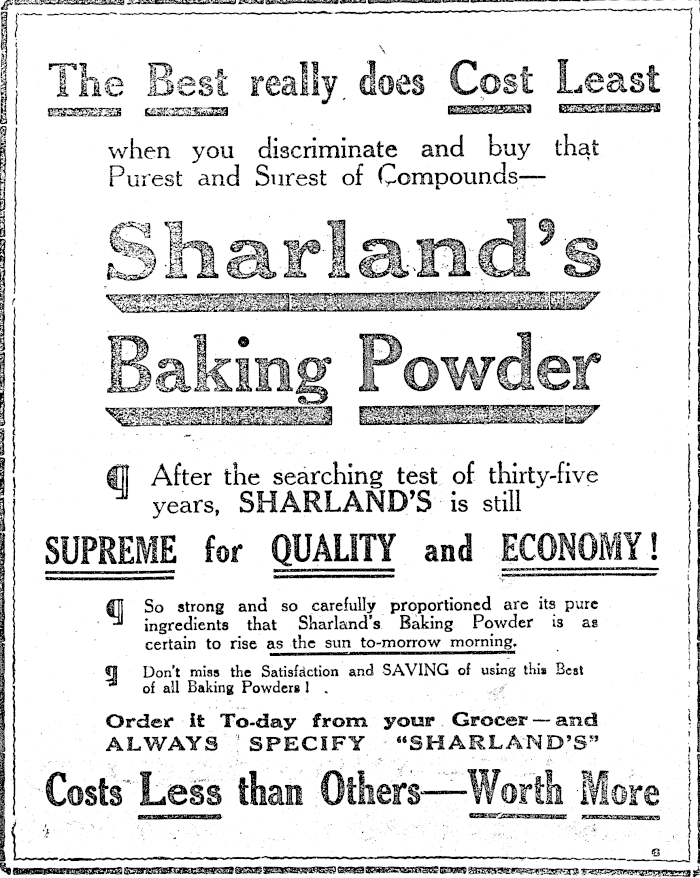 The Best really does Cost Least
when you discriminate and buy that
Purest and Surest of Compounds—
Sharland's
Baking Powder
¶ After the searching test of thirty-five
years, SHARLAND'S is still
SUPREME for QUALITY and ECONOMY!
¶ So strong and so carefully proportioned are its pure
ingredients that Sharland's Baking Powder is as
certain to rise as the sun to-morrow morning.
¶ Don't miss the Satisfaction and SAVING of using this Best
of all Baking Powders!
Order it To-day from your Grocer—and
ALWAYS SPECIFY "SHARLAND'S"
Costs Less than Others—Worth More